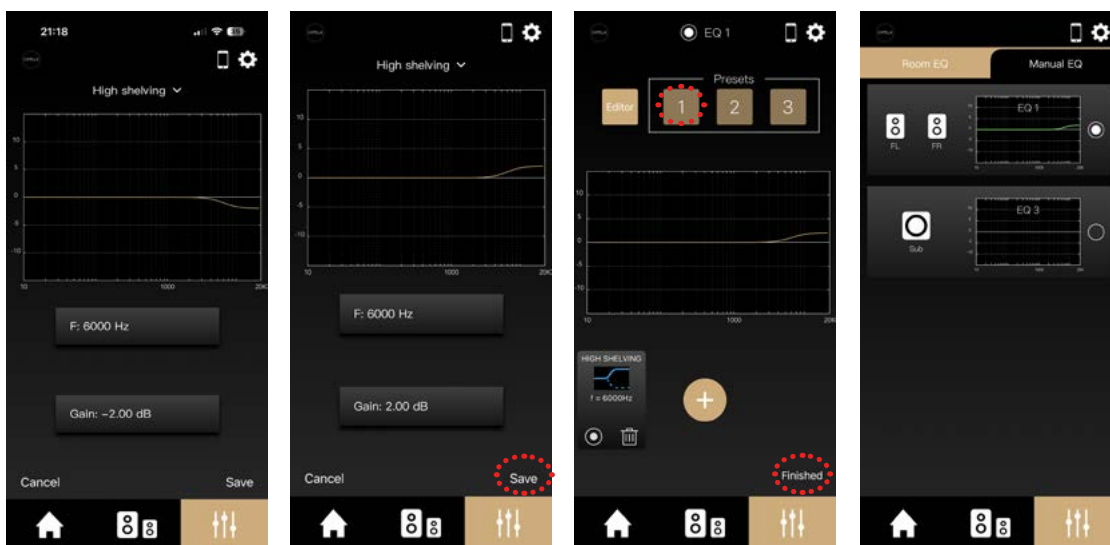 21:18
High shelving
10
5
0
-5
-10
10 1000 20K
F: 6000 Hz
Gain: -2.00 dB
Cancel Save
High shelving
10
5
0
-5
-10
10 1000 20K
F: 6000 Hz
Gain: 2.00 dB
Cancel Save
EQ 1
Presets
Editor 1 2 3
10
5
0
-5
-10
10 1000 20K
HIGH SHELVING
f = 6000Hz
Finished
Room EQ Manual EQ
EQ 1
FL FR
EQ 3
Sub